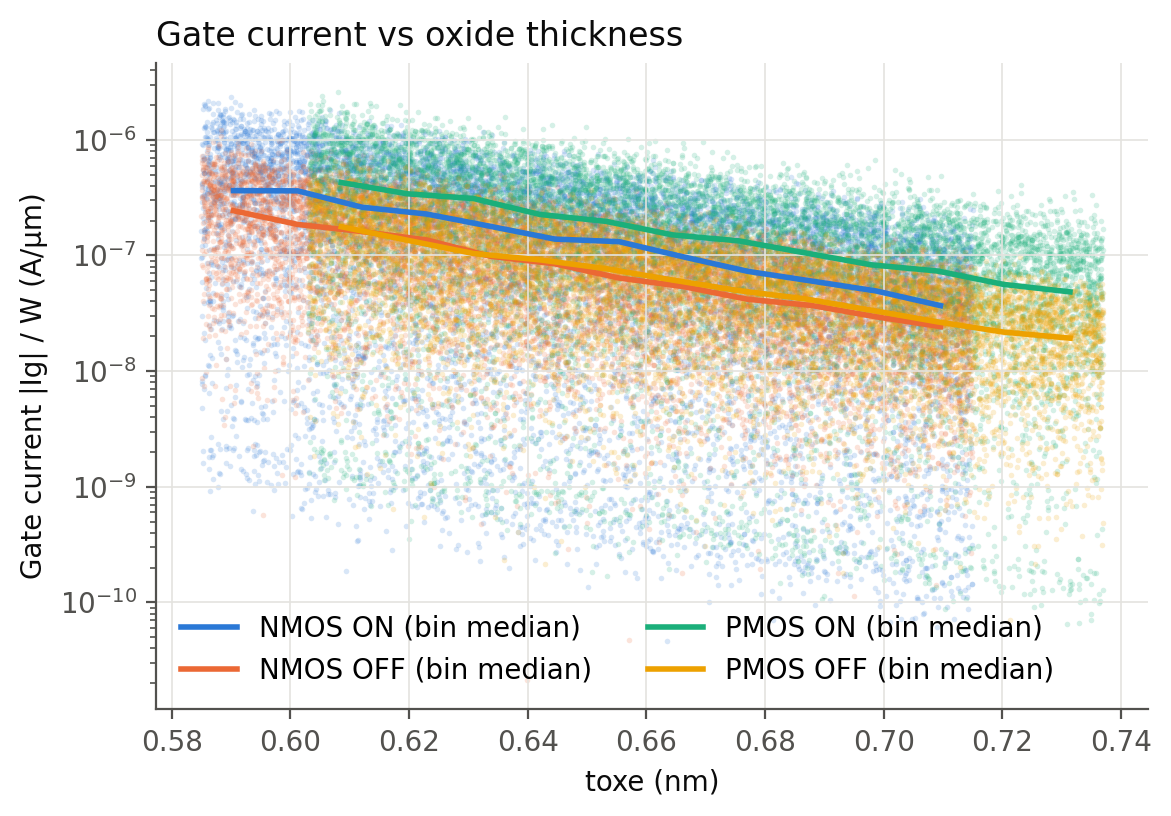 Gate current vs oxide thickness
Gate current |Ig| / W (A/μm)
10⁻⁶
10⁻⁷
10⁻⁸
10⁻⁹
10⁻¹⁰
NMOS ON (bin median)
PMOS ON (bin median)
NMOS OFF (bin median)
PMOS OFF (bin median)
0.58 0.60 0.62 0.64 0.66 0.68 0.70 0.72 0.74
toxe (nm)